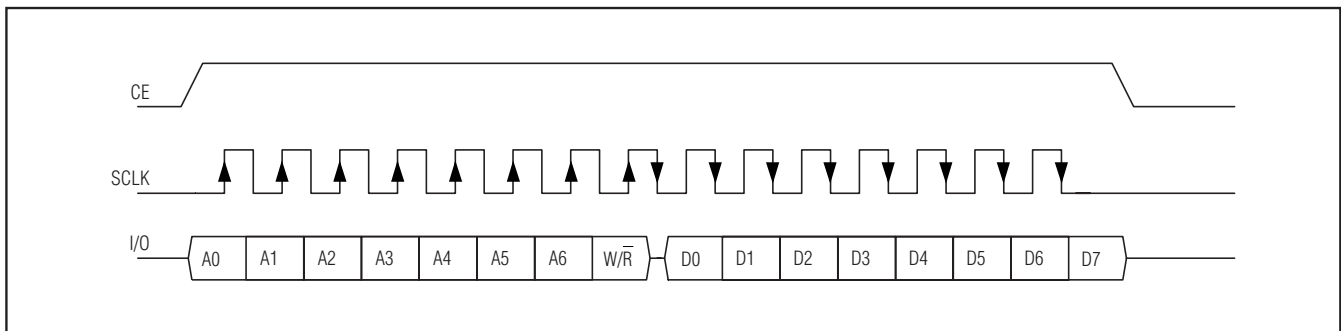 CE
SCLK
I/O
A0 A1 A2 A3 A4 A5 A6 W/R̅ D0 D1 D2 D3 D4 D5 D6 D7